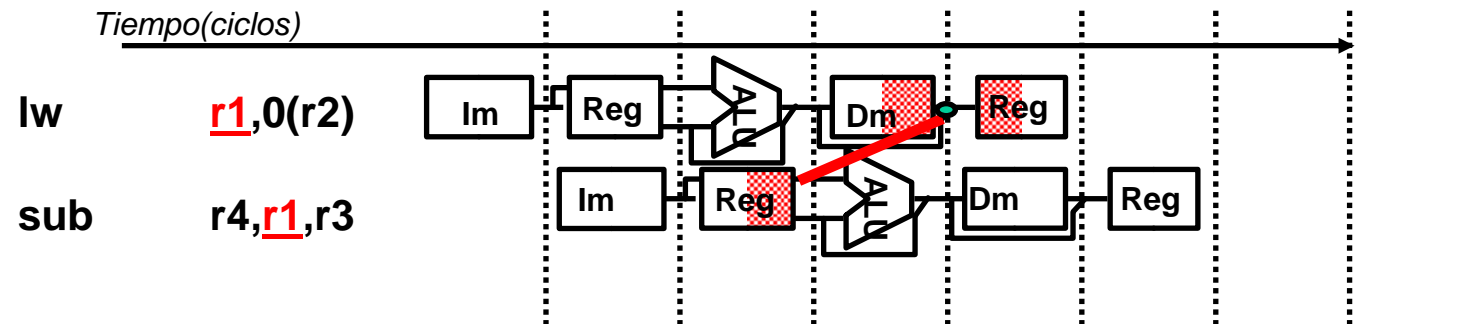 Tiempo(ciclos)
lw r1,0(r2) Im Reg ALU Dm Reg
sub r4,r1,r3 Im Reg ALU Dm Reg